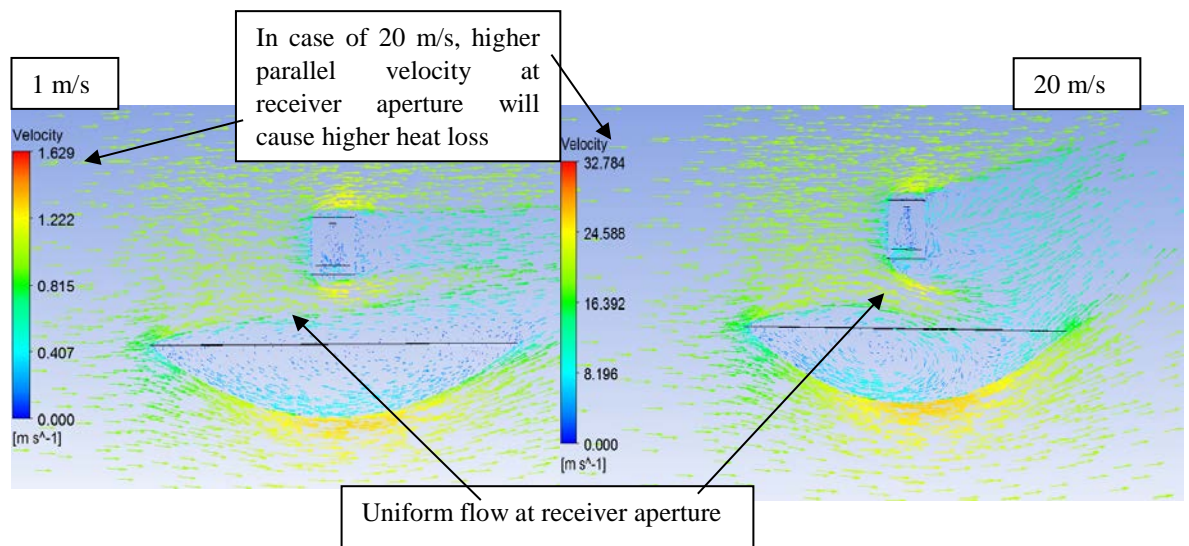 In case of 20 m/s, higher
parallel velocity at
receiver aperture will
cause higher heat loss
1 m/s
20 m/s
Velocity
1.629
1.222
0.815
0.407
0.000
[m s^-1]
Velocity
32.784
24.588
16.392
8.196
0.000
[m s^-1]
Uniform flow at receiver aperture